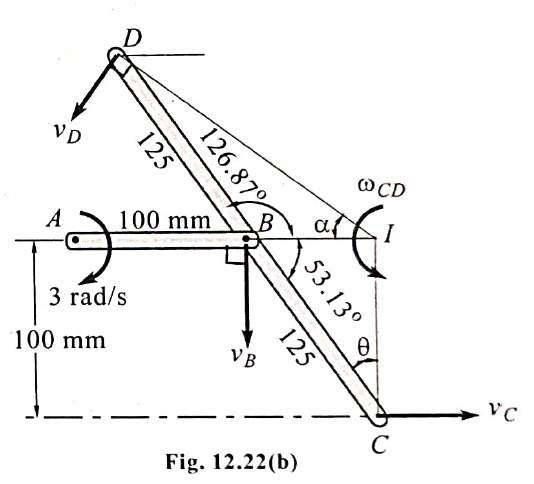 D
v_D
125
126.87°
ω_CD
A
100 mm
B
α
I
3 rad/s
53.13°
100 mm
v_B
125
θ
v_C
C
Fig. 12.22(b)